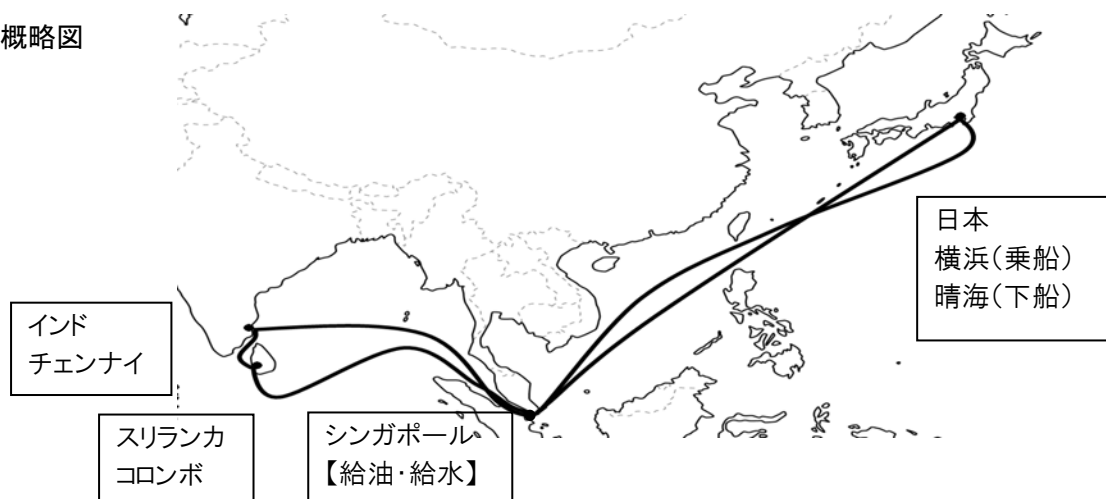 概略図
日本
横浜(乗船)
晴海(下船)
インド
チェンナイ
スリランカ
コロンボ
シンガポール
【給油・給水】